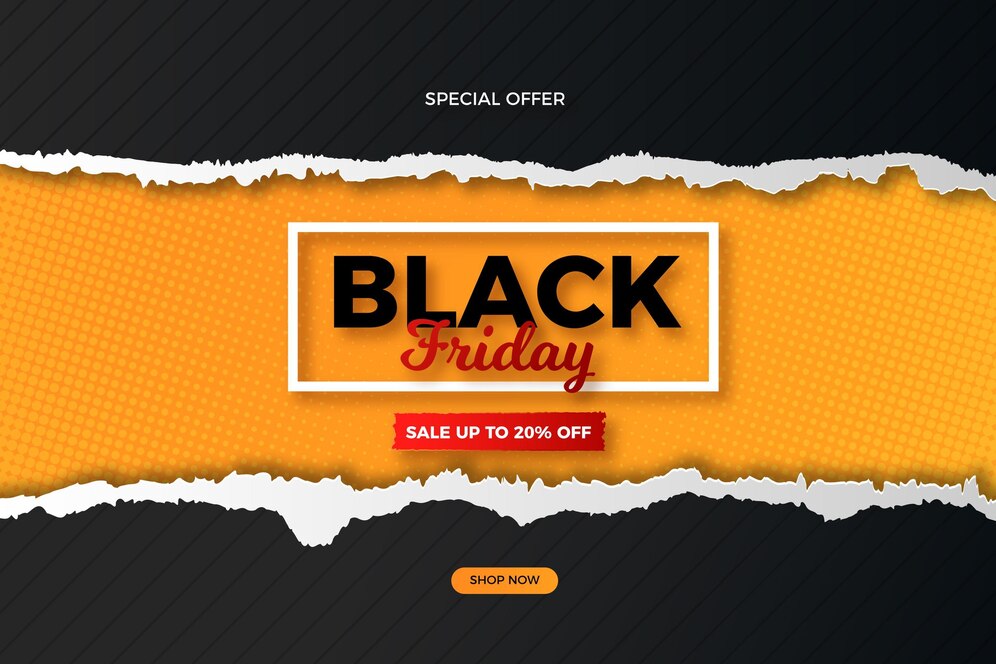 SPECIAL OFFER
BLACK
Friday
SALE UP TO 20% OFF
SHOP NOW